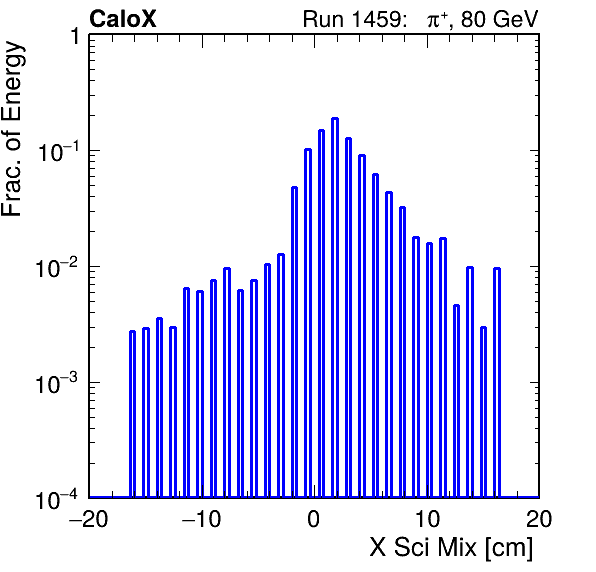 CaloX Run 1459: π⁺, 80 GeV
Frac. of Energy
1
10⁻¹
10⁻²
10⁻³
10⁻⁴
−20 −10 0 10 20
X Sci Mix [cm]